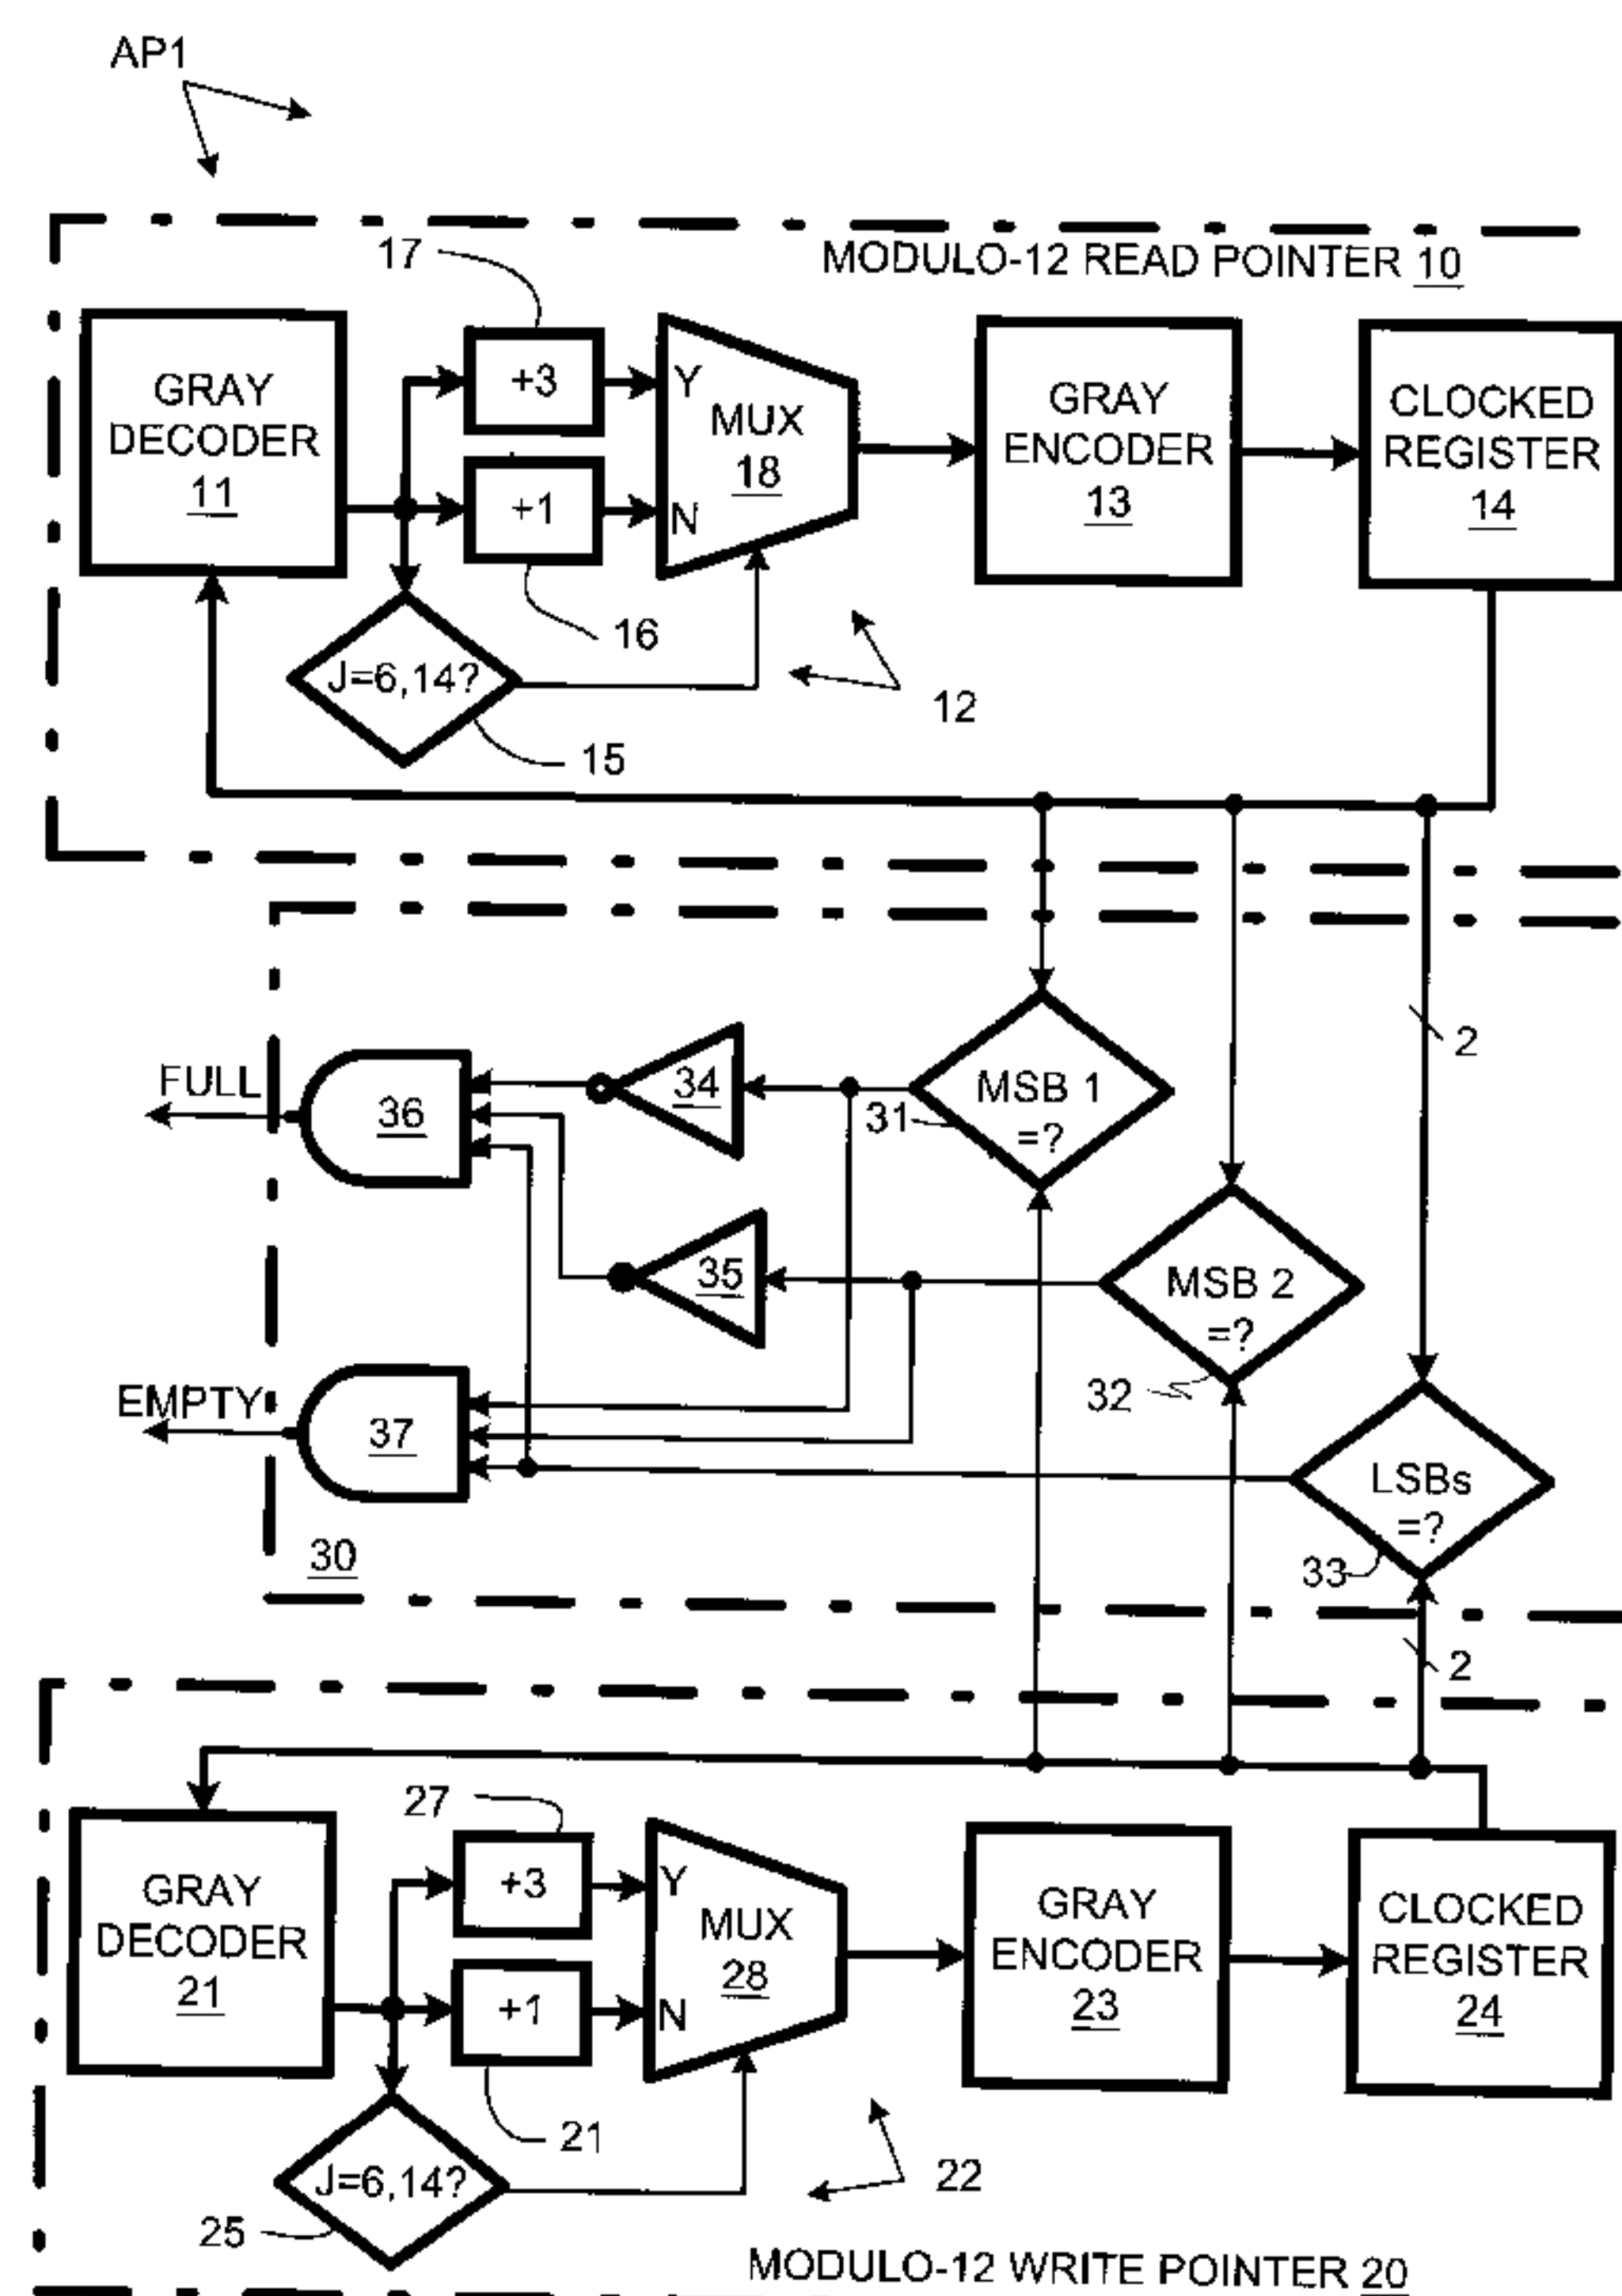 AP1
MODULO-12 READ POINTER 10
17
GRAY
DECODER
11
+3
+1
Y
MUX
18
N
GRAY
ENCODER
13
CLOCKED
REGISTER
14
16
J=6,14?
12
15
2
FULL
36
34
MSB 1
=?
31
35
MSB 2
=?
32
EMPTY
37
LSBs
=?
33
30
2
27
GRAY
DECODER
21
+3
+1
Y
MUX
28
N
GRAY
ENCODER
23
CLOCKED
REGISTER
24
21
J=6,14?
22
25
MODULO-12 WRITE POINTER 20